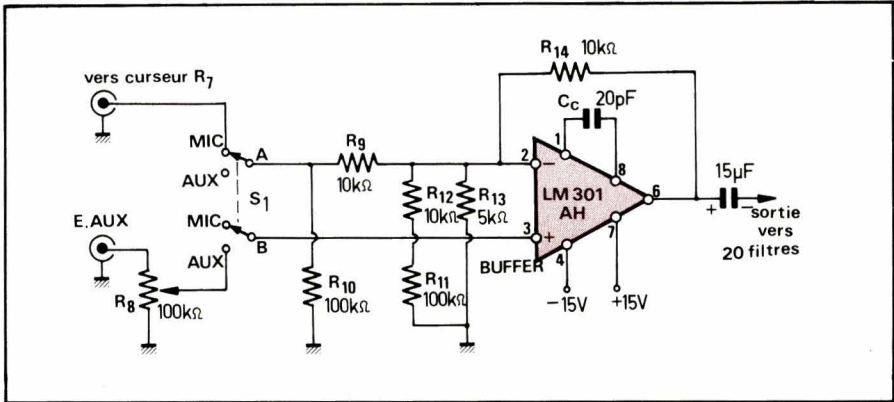 R14 10kΩ
vers curseur R7
Cc 20pF
MIC
A
R9
10kΩ
1
8
2
−
AUX
S1
R12
10kΩ
R13
5kΩ
LM 301
AH
6
15µF
+
−
E.AUX
MIC
B
3
+
7
sortie
vers
20 filtres
AUX
BUFFER
4
R8
100kΩ
R10
100kΩ
R11
100kΩ
−15V
+15V